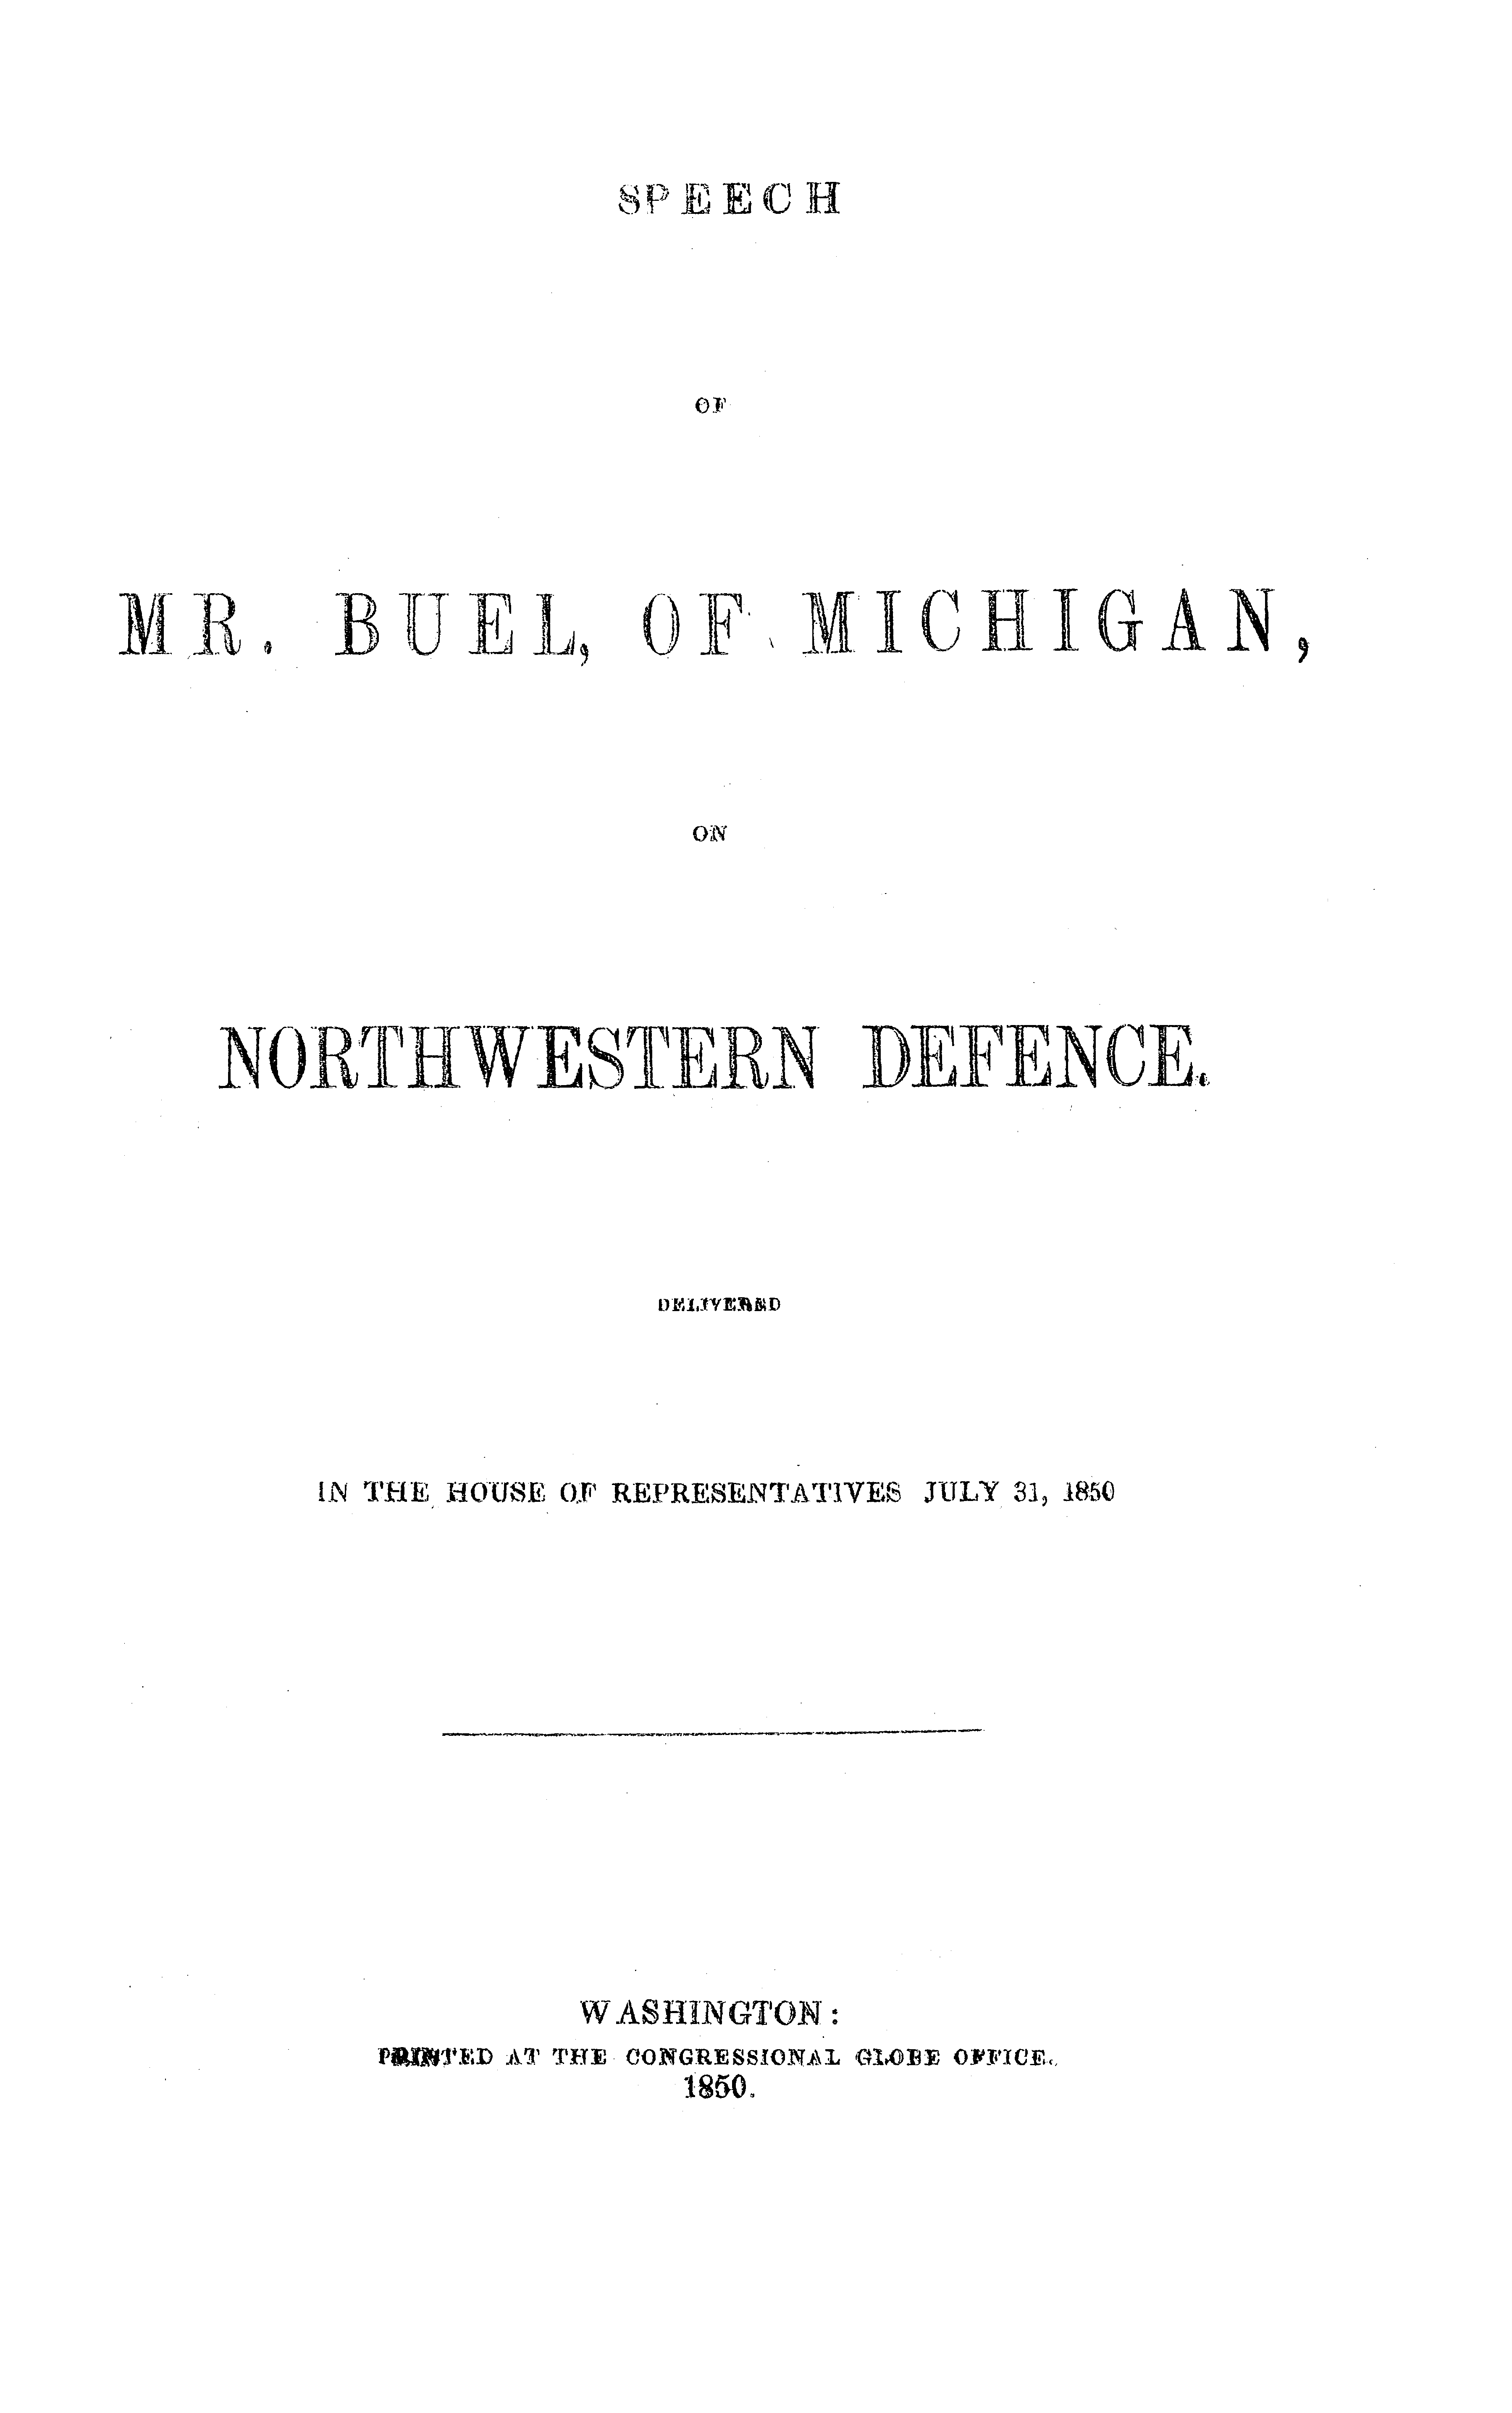 SPEECH
OF
MR. BUEL, OF MICHIGAN,
ON
NORTHWESTERN DEFENCE.
DELIVERED
IN THE HOUSE OF REPRESENTATIVES JULY 31, 1850
WASHINGTON:
PRINTED AT THE CONGRESSIONAL GLOBE OFFICE.
1850.